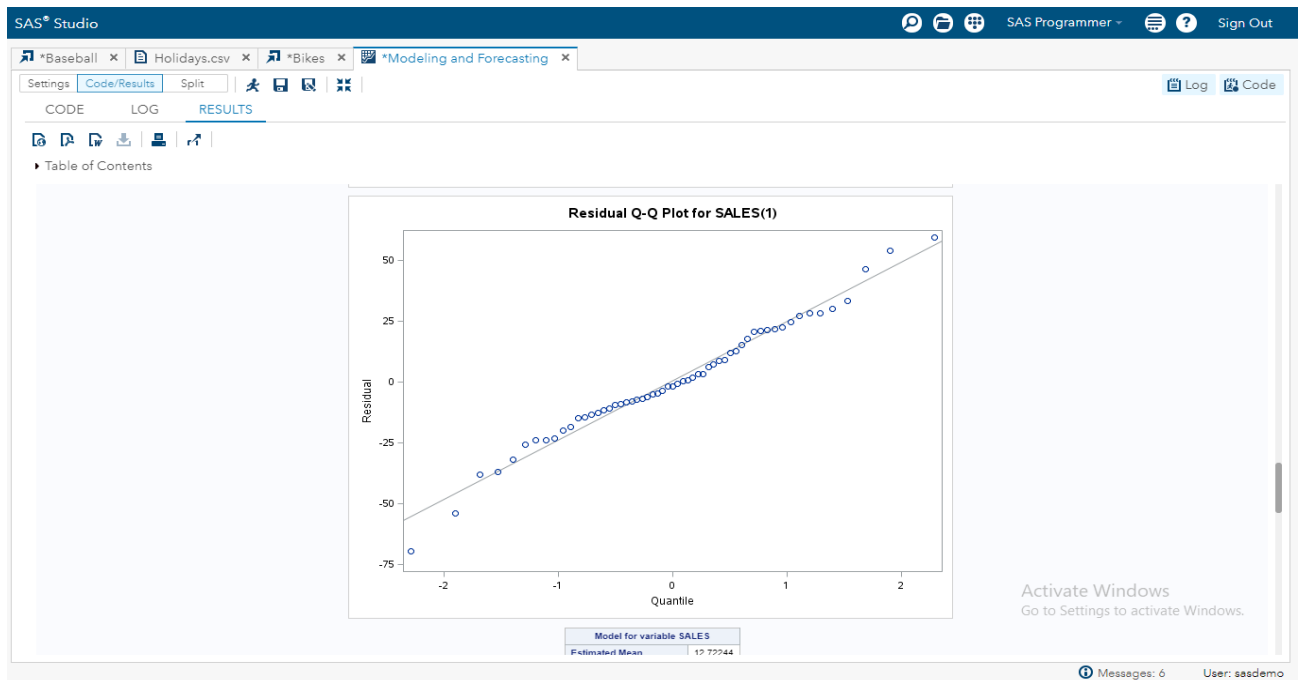 SAS® Studio
SAS Programmer
Sign Out
*Baseball
Holidays.csv
*Bikes
*Modeling and Forecasting
Settings
Code/Results
Split
Log
Code
CODE
LOG
RESULTS
Table of Contents
Residual Q-Q Plot for SALES(1)
50
25
0
-25
-50
-75
Residual
-2
-1
0
1
2
Quantile
Activate Windows
Go to Settings to activate Windows.
Model for variable SALES
Estimated Mean 12.72244
Messages: 6
User: sasdemo